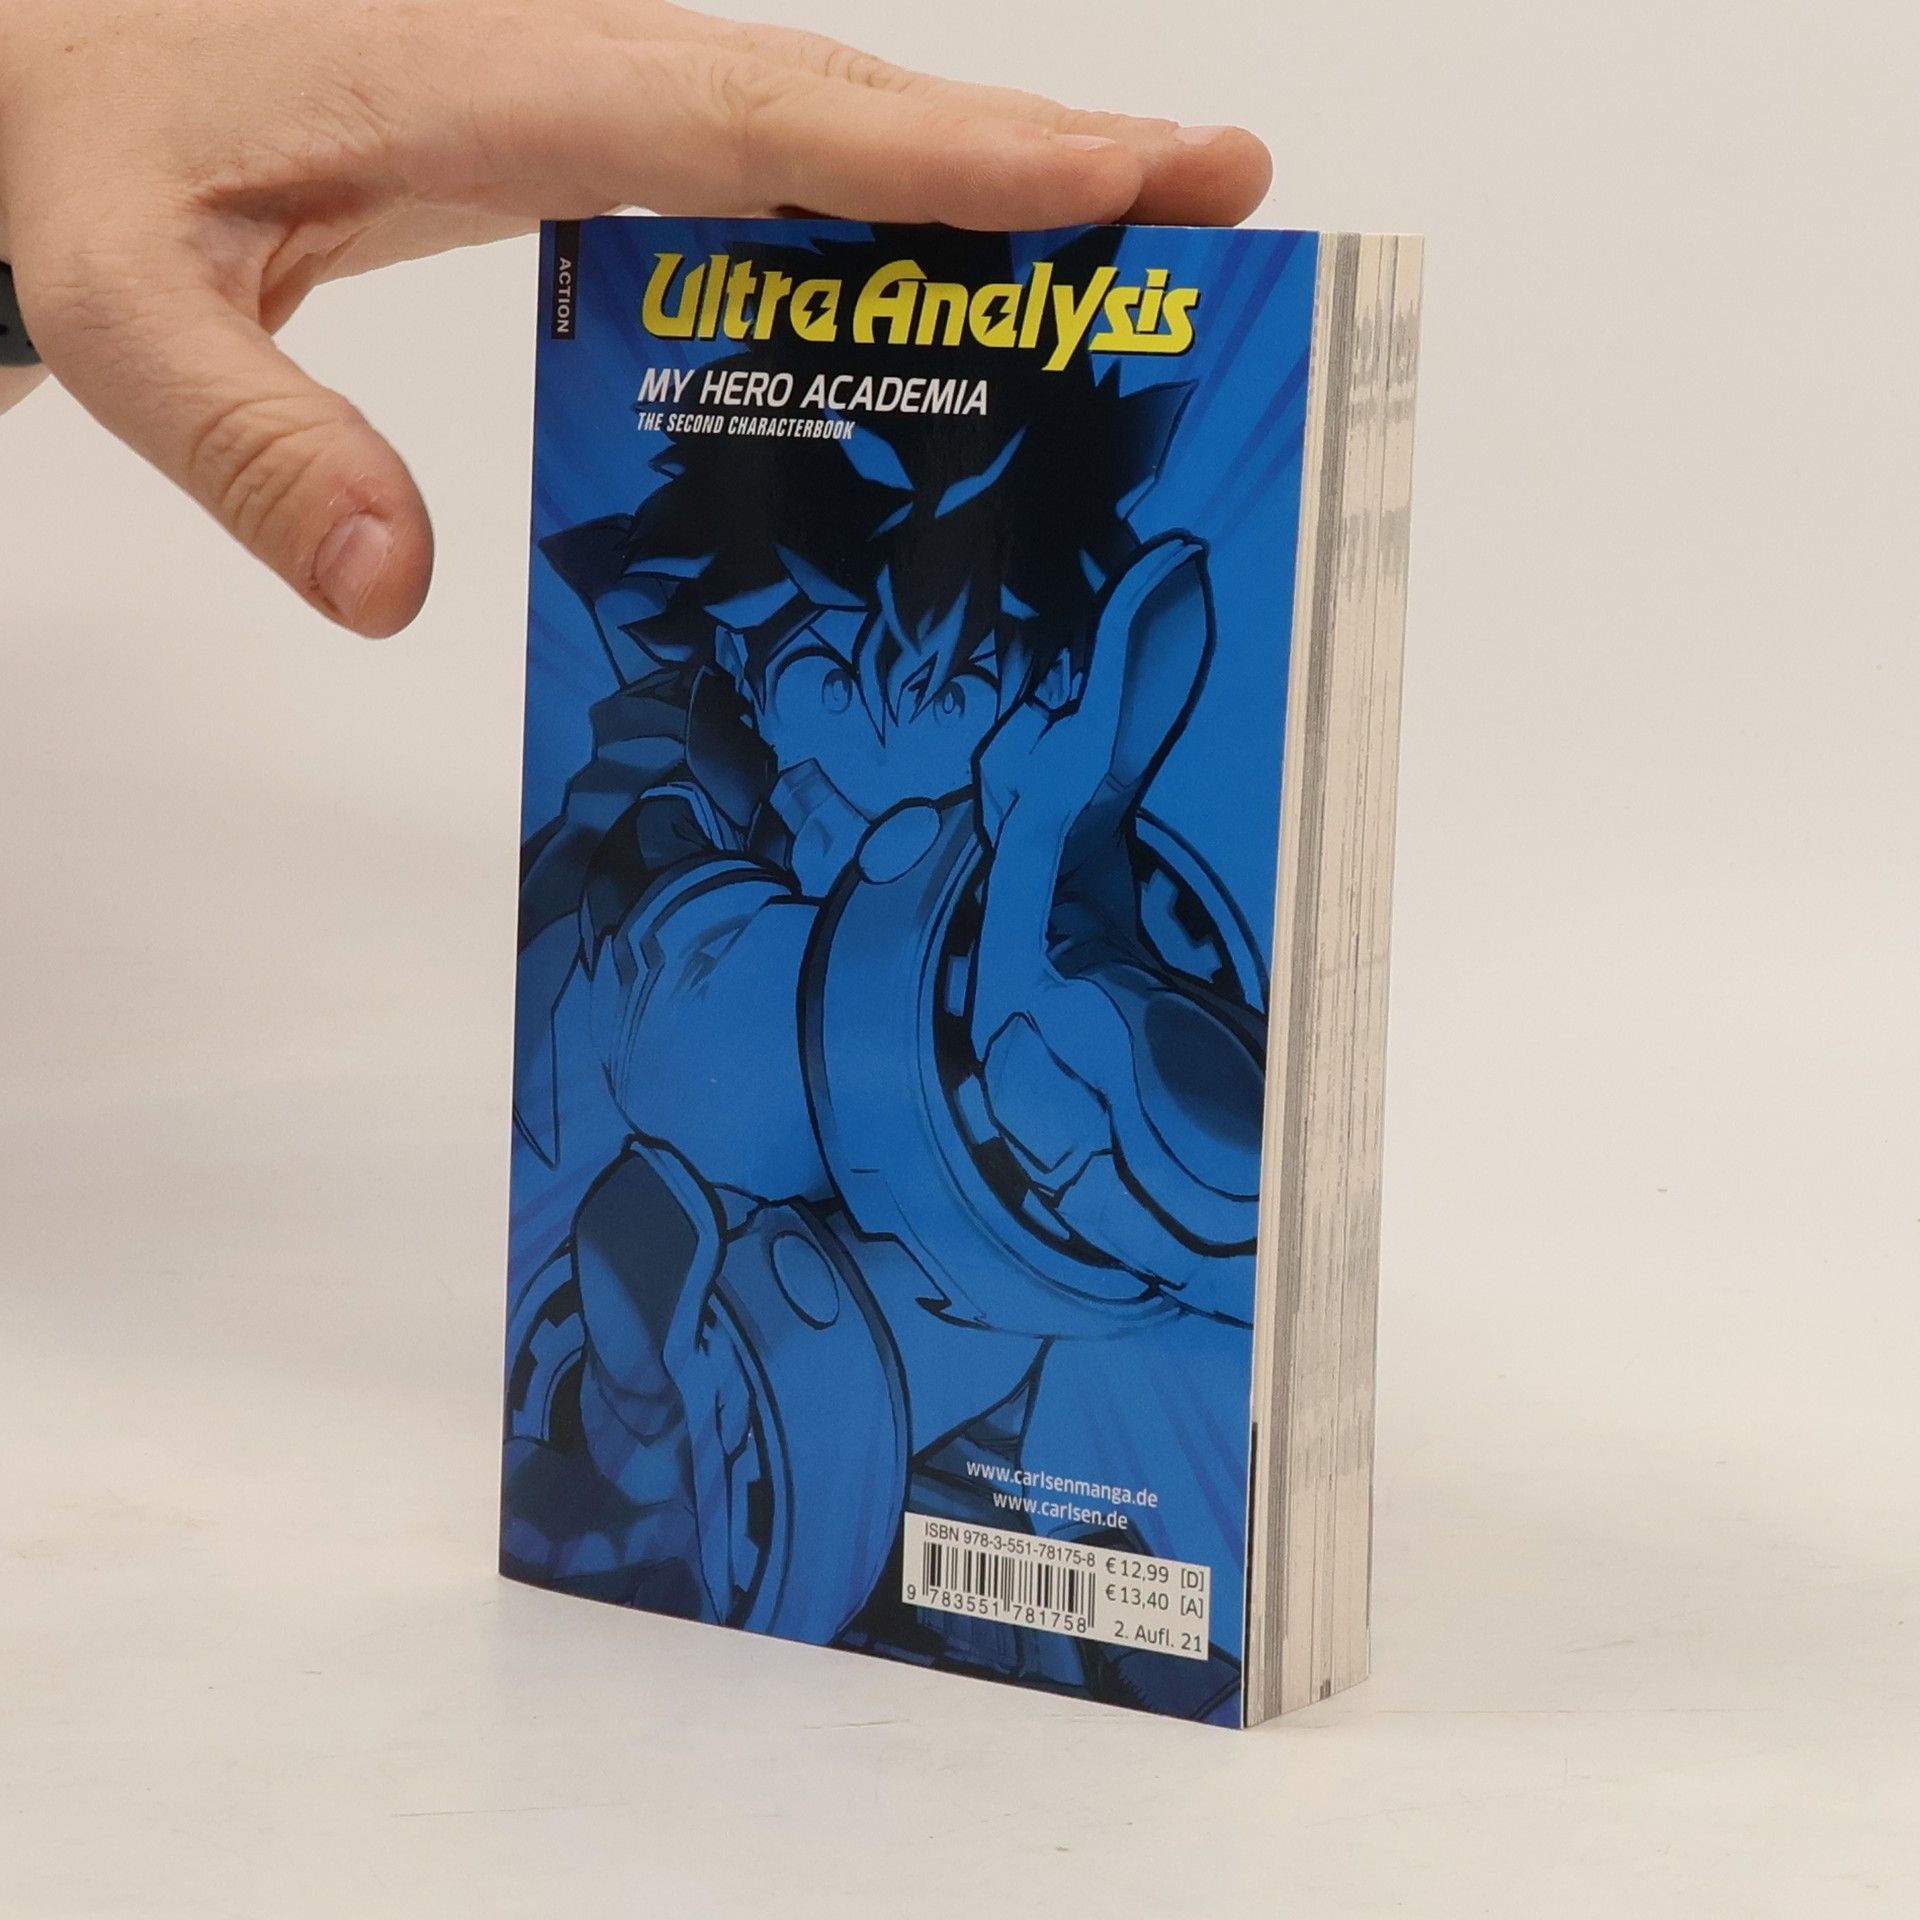 ACTION
Ultra Analysis
MY HERO ACADEMIA
THE SECOND CHARACTERBOOK
www.carlsenmanga.de
www.carlsen.de
ISBN 978-3-551-78175-8
€ 12,99 [D]
€ 13,40 [A]
9 783551 781758
2. Aufl. 21